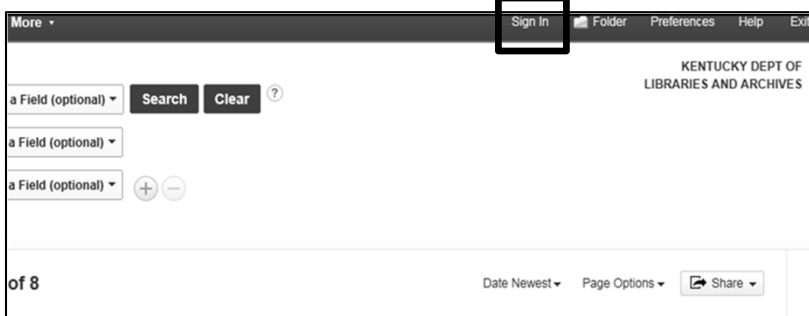 More Sign In Folder Preferences Help Exit
KENTUCKY DEPT OF
LIBRARIES AND ARCHIVES
a Field (optional) Search Clear ?
a Field (optional)
a Field (optional)
of 8 Date Newest Page Options Share